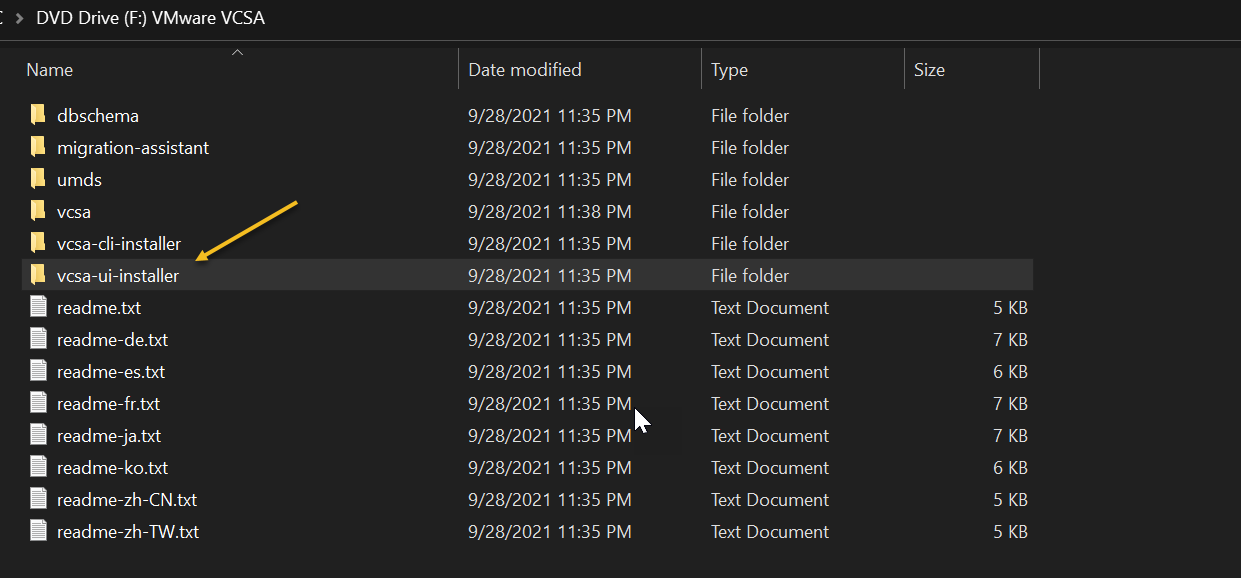 DVD Drive (F:) VMware VCSA
Name Date modified Type Size
dbschema 9/28/2021 11:35 PM File folder
migration-assistant 9/28/2021 11:35 PM File folder
umds 9/28/2021 11:35 PM File folder
vcsa 9/28/2021 11:38 PM File folder
vcsa-cli-installer 9/28/2021 11:35 PM File folder
vcsa-ui-installer 9/28/2021 11:35 PM File folder
readme.txt 9/28/2021 11:35 PM Text Document 5 KB
readme-de.txt 9/28/2021 11:35 PM Text Document 7 KB
readme-es.txt 9/28/2021 11:35 PM Text Document 6 KB
readme-fr.txt 9/28/2021 11:35 PM Text Document 7 KB
readme-ja.txt 9/28/2021 11:35 PM Text Document 7 KB
readme-ko.txt 9/28/2021 11:35 PM Text Document 6 KB
readme-zh-CN.txt 9/28/2021 11:35 PM Text Document 5 KB
readme-zh-TW.txt 9/28/2021 11:35 PM Text Document 5 KB